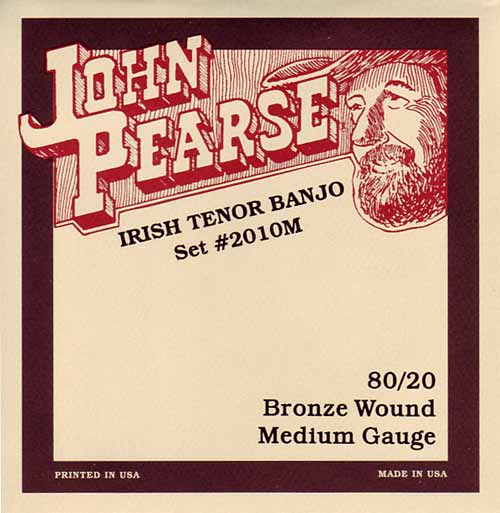 JOHN
PEARSE
IRISH TENOR BANJO
Set #2010M
80/20
Bronze Wound
Medium Gauge
PRINTED IN USA
MADE IN USA